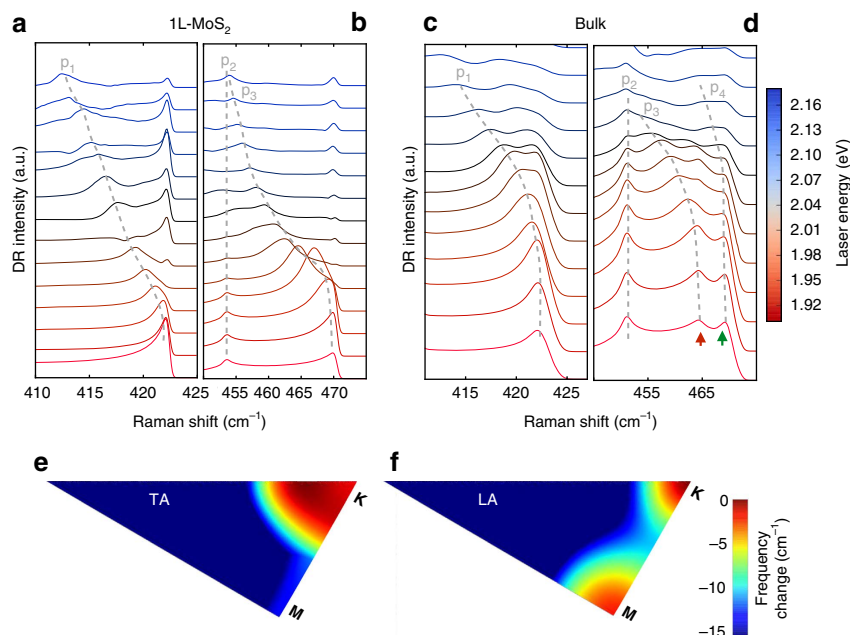 a 1L-MoS₂ b
c Bulk d
p₁
p₂
p₃
p₁
p₂
p₃
p₄
DR intensity (a.u.)
DR intensity (a.u.)
410 415 420 425 455 460 465 470
415 420 425 455 465
Raman shift (cm⁻¹)
Raman shift (cm⁻¹)
2.16
2.13
2.10
2.07
2.04
2.01
1.98
1.95
1.92
Laser energy (eV)
e
TA
K
M
f
LA
K
M
0
−5
−10
−15
Frequency
change (cm⁻¹)